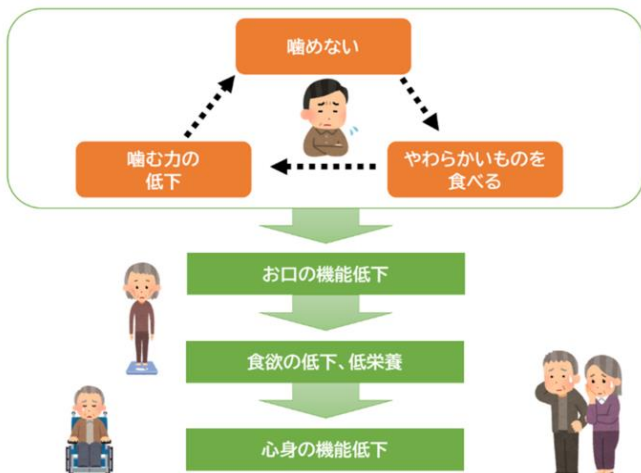 噛めない
噛む力の
低下
やわらかいものを
食べる
お口の機能低下
食欲の低下、低栄養
心身の機能低下